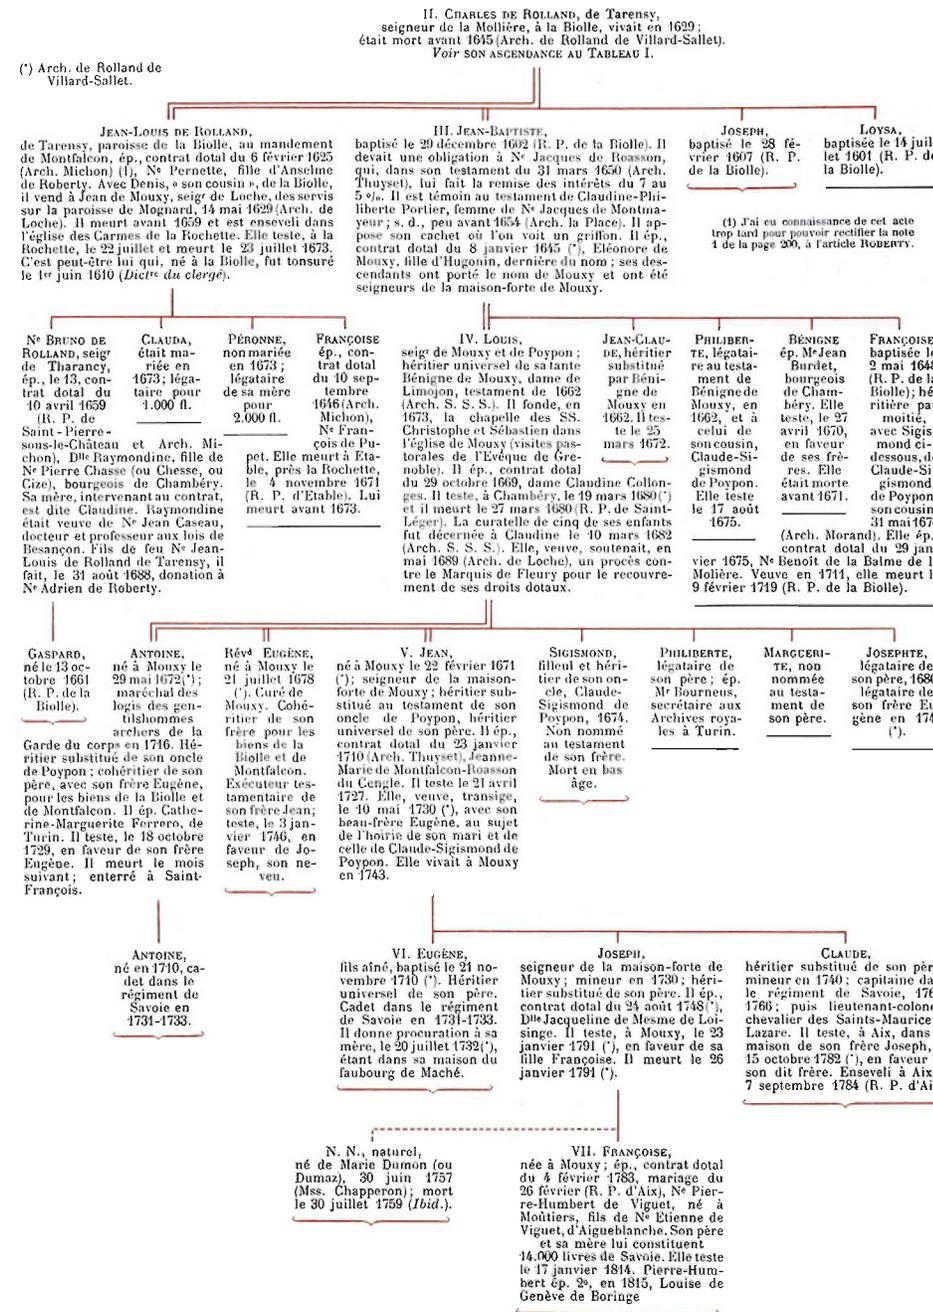 II. CHARLES DE ROLLAND, de Tarensy,
seigneur de la Mollière, à la Biolle, vivait en 1629 ;
était mort avant 1645 (Arch. de Rolland de Villard-Sallet).
Voir SON ASCENDANCE AU TABLEAU I.
(*) Arch. de Rolland de
Villard-Sallet.
JEAN-LOUIS DE ROLLAND,
de Tarensy, paroisse de la Biolle, au mandement
de Montfalcon, ép., contrat dotal du 6 février 1625
(Arch. Michon) (1), Ne Pernette, fille d'Anselme
de Roberty. Avec Denis, « son cousin », de la Biolle,
il vend à Jean de Mouxy, seigr de Loche, des servis
sur la paroisse de Mognard, 14 mai 1629 (Arch. de
Loche). Il meurt avant 1659 et est enseveli dans
l'église des Carmes de la Rochette. Elle teste, à la
Rochette, le 22 juillet et meurt le 23 juillet 1673.
C'est peut-être lui qui, né à la Biolle, fut tonsuré
le 1er juin 1610 (Dictre du clergé).
III. JEAN-BAPTISTE,
baptisé le 29 décembre 1602 (R. P. de la Biolle). Il
devait une obligation à Ne Jacques de Roasson,
qui, dans son testament du 31 mars 1650 (Arch.
Thuyset), lui fait la remise des intérêts du 7 au
5 o/o. Il est témoin au testament de Claudine-Phi-
liberte Portier, femme de Ne Jacques de Montma-
yeur ; s. d., peu avant 1654 (Arch. la Place). Il ap-
pose son cachet où l'on voit un griffon. Il ép.,
contrat dotal du 8 janvier 1645 (*), Eléonore de
Mouxy, fille d'Hugonin, dernière du nom ; ses des-
cendants ont porté le nom de Mouxy et ont été
seigneurs de la maison-forte de Mouxy.
JOSEPH,
baptisé le 28 fé-
vrier 1607 (R. P.
de la Biolle).
LOYSA,
baptisée le 14 juil-
let 1601 (R. P. de
la Biolle).
(1) J'ai eu connaissance de cet acte
trop tard pour pouvoir rectifier la note
1 de la page 200, à l'article ROBERTY.
Ne BRUNO DE
ROLLAND, seigr
de Tharancy,
ép., le 13, con-
trat dotal du
10 avril 1659
(R. P. de
Saint-Pierre-
sous-le-Château et Arch. Mi-
chon), Dlle Raymondine, fille de
Ne Pierre Chasse (ou Chesse, ou
Cize), bourgeois de Chambéry.
Sa mère, intervenant au contrat,
est dite Claudine. Raymondine
était veuve de Ne Jean Caseau,
docteur et professeur aux lois de
Besançon. Fils de feu Ne Jean-
Louis de Rolland de Tarensy, il
fait, le 31 août 1688, donation à
Ne Adrien de Roberty.
CLAUDA,
était ma-
riée en
1673 ; léga-
taire pour
1.000 fl.
PÉRONNE,
non mariée
en 1673 ;
légataire
de sa mère
pour
2.000 fl.
FRANÇOISE
ép., con-
trat dotal
du 10 sep-
tembre
1646 (Arch.
Michon),
Ne Fran-
çois de Pu-
pet. Elle meurt à Eta-
ble, près la Rochette,
le 4 novembre 1671
(R. P. d'Etable). Lui
meurt avant 1673.
IV. LOUIS,
seigr de Mouxy et de Poypon ;
héritier universel de sa tante
Bénigne de Mouxy, dame de
Limojon, testament de 1662
(Arch. S. S. S.). Il fonde, en
1673, la chapelle des SS.
Christophe et Sébastien dans
l'église de Mouxy (visites pas-
torales de l'Evêque de Gre-
noble). Il ép., contrat dotal
du 29 octobre 1669, dame Claudine Collon-
ges. Il teste, à Chambéry, le 19 mars 1680 (*)
et il meurt le 27 mars 1680 (R. P. de Saint-
Léger). La curatelle de cinq de ses enfants
fut décernée à Claudine le 10 mars 1682
(Arch. S. S. S.). Elle, veuve, soutenait, en
mai 1689 (Arch. de Loche), un procès con-
tre le Marquis de Fleury pour le recouvre-
ment de ses droits dotaux.
JEAN-CLAU-
DE, héritier
substitué
par Béni-
gne de
Mouxy en
1662. Il tes-
te le 25
mars 1672.
PHILIBER-
TE, légatai-
re au testa-
ment de
Bénigne de
Mouxy, en
1662, et à
celui de
son cousin,
Claude-Si-
gismond
de Poypon.
Elle teste
le 17 août
1675.
BÉNIGNE
ép. Me Jean
Burdet,
bourgeois
de Cham-
béry. Elle
teste, le 27
avril 1670,
en faveur
de ses frè-
res. Elle
était morte
avant 1671.
(Arch. Morand). Elle ép.
contrat dotal du 29 jan
vier 1675, Ne Benoit de la Balme de l
Molière. Veuve en 1711, elle meurt l
9 février 1719 (R. P. de la Biolle).
FRANÇOISE
baptisée le
2 mai 1648
(R. P. de la
Biolle) ; hé
ritière pa
moitié,
avec Sigis
mond ci-
dessous, d
Claude-Si
gismond
de Poypon
son cousin
31 mai 167
GASPARD,
né le 13 oc-
tobre 1661
(R. P. de la
Biolle).
ANTOINE,
né à Mouxy le
29 mai 1672 (*) ;
maréchal des
logis des gen-
tilshommes
archers de la
Garde du corps en 1716. Hé-
ritier substitué de son oncle
de Poypon ; cohéritier de son
père, avec son frère Eugène,
pour les biens de la Biolle et
de Montfalcon. Il ép. Cathe-
rine-Marguerite Ferrero, de
Turin. Il teste, le 18 octobre
1729, en faveur de son frère
Eugène. Il meurt le mois
suivant ; enterré à Saint-
François.
Révd EUGÈNE,
né à Mouxy le
21 juillet 1678
(*). Curé de
Mouxy. Cohé-
ritier de son
frère pour les
biens de la
Biolle et de
Montfalcon.
Exécuteur tes-
tamentaire de
son frère Jean ;
teste, le 3 jan-
vier 1746, en
faveur de Jo-
seph, son ne-
veu.
V. JEAN,
né à Mouxy le 22 février 1671
(*) ; seigneur de la maison-
forte de Mouxy ; héritier sub-
stitué au testament de son
oncle de Poypon, héritier
universel de son père. Il ép.,
contrat dotal du 23 janvier
1710 (Arch. Thuyset), Jeanne-
Marie de Montfalcon-Roasson
du Cengle. Il teste le 21 avril
1727. Elle, veuve, transige,
le 10 mai 1730 (*), avec son
beau-frère Eugène, au sujet
de l'hoirie de son mari et de
celle de Claude-Sigismond de
Poypon. Elle vivait à Mouxy
en 1743.
SIGISMOND,
filleul et héri-
tier de son on-
cle, Claude-
Sigismond de
Poypon, 1674.
Non nommé
au testament
de son frère.
Mort en bas
âge.
PHILIBERTE,
légataire de
son père ; ép.
Mr Bourneus,
secrétaire aux
Archives roya-
les à Turin.
MARGUERI-
TE, non
nommée
au testa-
ment de
son père.
JOSEPHTE,
légataire de
son père, 1680
légataire de
son frère Eu
gène en 174
(*).
ANTOINE,
né en 1710, ca-
det dans le
régiment de
Savoie en
1731-1733.
VI. EUGÈNE,
fils aîné, baptisé le 21 no-
vembre 1710 (*). Héritier
universel de son père.
Cadet dans le régiment
de Savoie en 1731-1733.
Il donne procuration à sa
mère, le 20 juillet 1732 (*),
étant dans sa maison du
faubourg de Maché.
JOSEPH,
seigneur de la maison-forte de
Mouxy ; mineur en 1730 ; héri-
tier substitué de son père. Il ép.,
contrat dotal du 24 août 1748 (*),
Dlle Jacqueline de Mesme de Loi-
singe. Il teste, à Mouxy, le 23
janvier 1791 (*), en faveur de sa
fille Françoise. Il meurt le 26
janvier 1791 (*).
CLAUDE,
héritier substitué de son pèr
mineur en 1740 ; capitaine da
le régiment de Savoie, 176
1766 ; puis lieutenant-colone
chevalier des Saints-Maurice
Lazare. Il teste, à Aix, dans
maison de son frère Joseph,
15 octobre 1782 (*), en faveur
son dit frère. Enseveli à Aix
7 septembre 1784 (R. P. d'Ai
N. N., naturel,
né de Marie Dumon (ou
Dumaz), 30 juin 1757
(Mss. Chapperon) ; mort
le 30 juillet 1759 (Ibid.).
VII. FRANÇOISE,
née à Mouxy ; ép., contrat dotal
du 4 février 1783, mariage du
26 février (R. P. d'Aix), Ne Pier-
re-Humbert de Viguet, né à
Moûtiers, fils de Ne Etienne de
Viguet, d'Aigueblanche. Son père
et sa mère lui constituent
14.000 livres de Savoie. Elle teste
le 17 janvier 1814. Pierre-Hum-
bert ép. 2o, en 1815, Louise de
Genève de Boringe